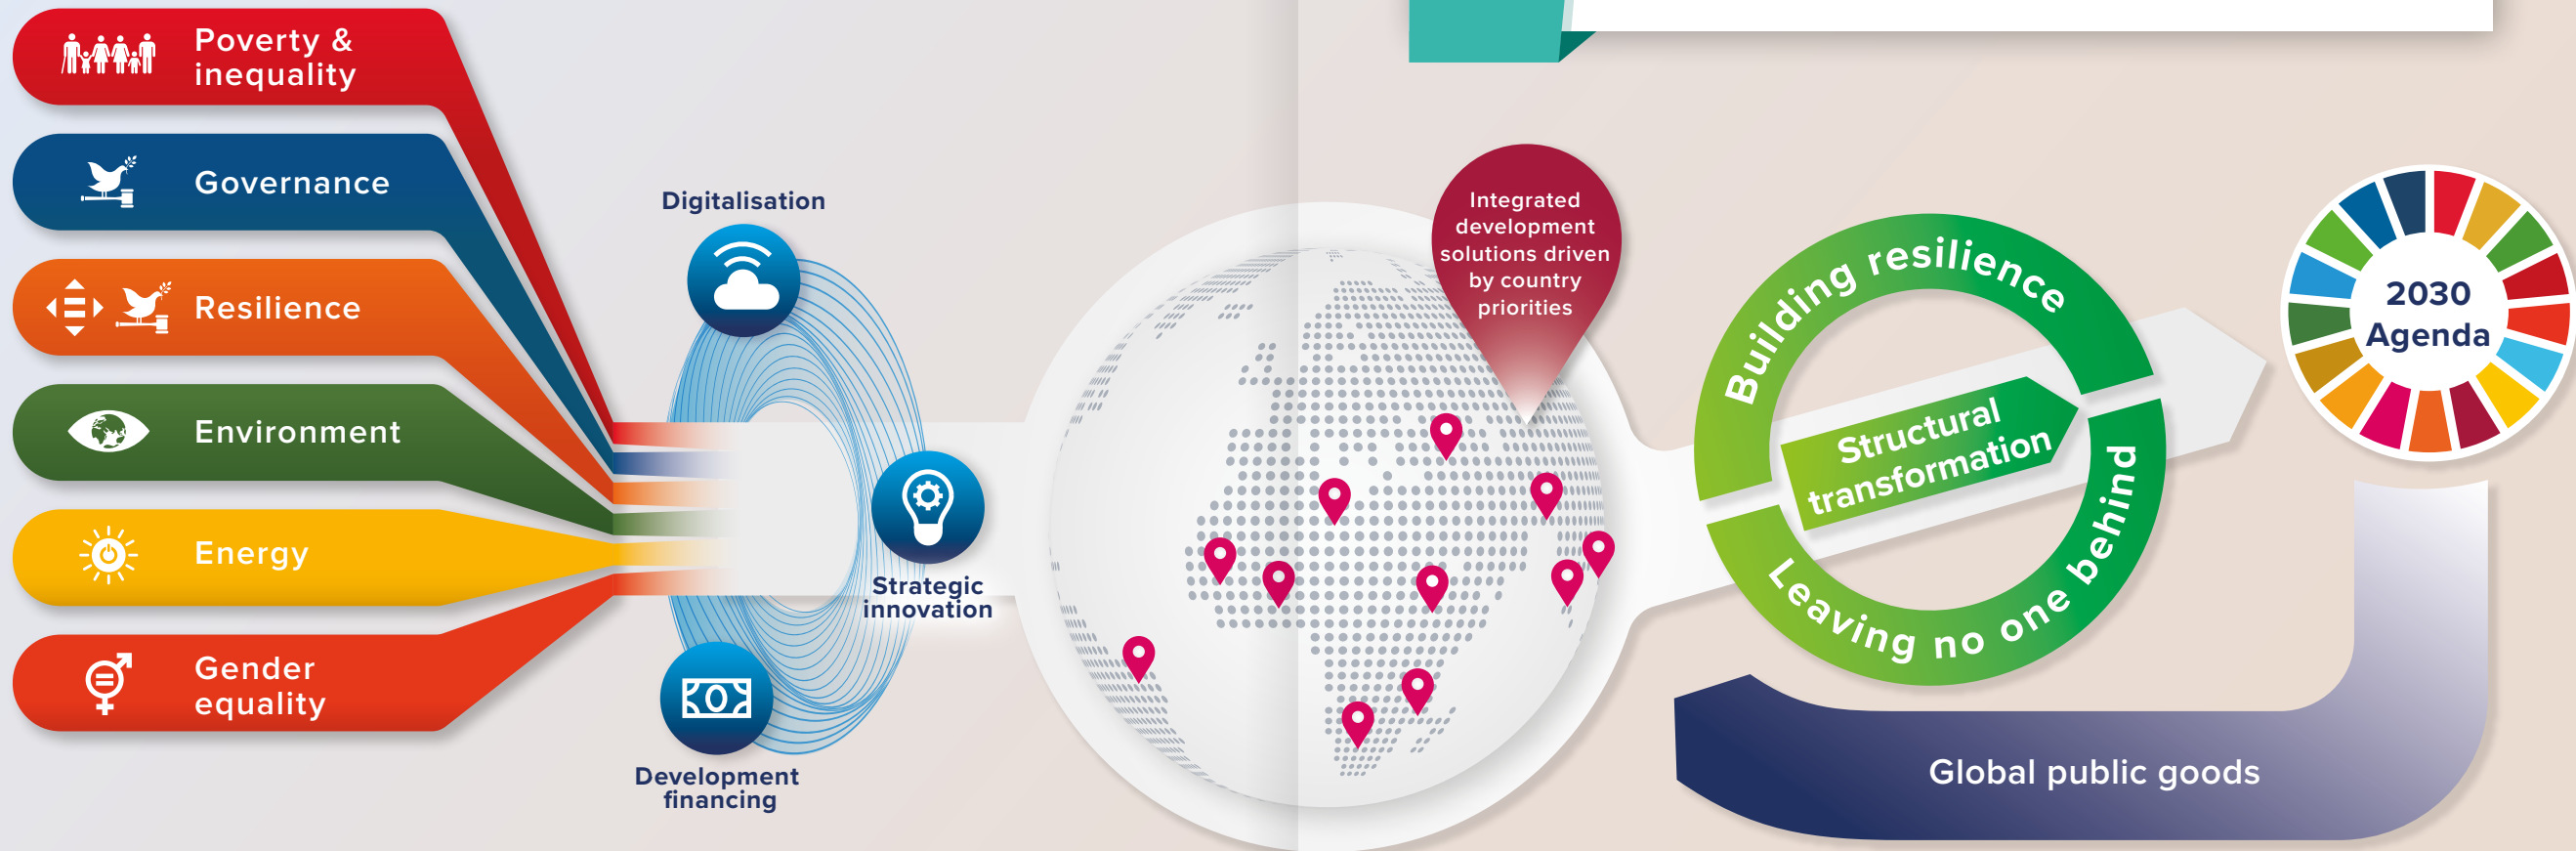 Poverty &
inequality
Governance
Resilience
Environment
Energy
Gender
equality
Digitalisation
Strategic
innovation
Development
financing
Integrated
development
solutions driven
by country
priorities
Building resilience
Structural
transformation
Leaving no one behind
2030
Agenda
Global public goods